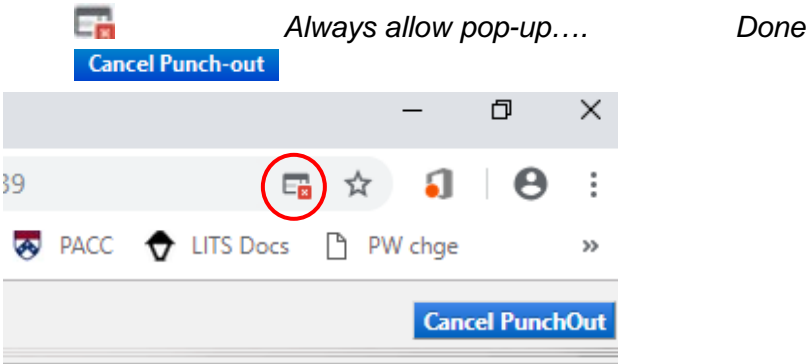 Always allow pop-up…. Done
Cancel Punch-out
39
PACC LITS Docs PW chge »
Cancel PunchOut